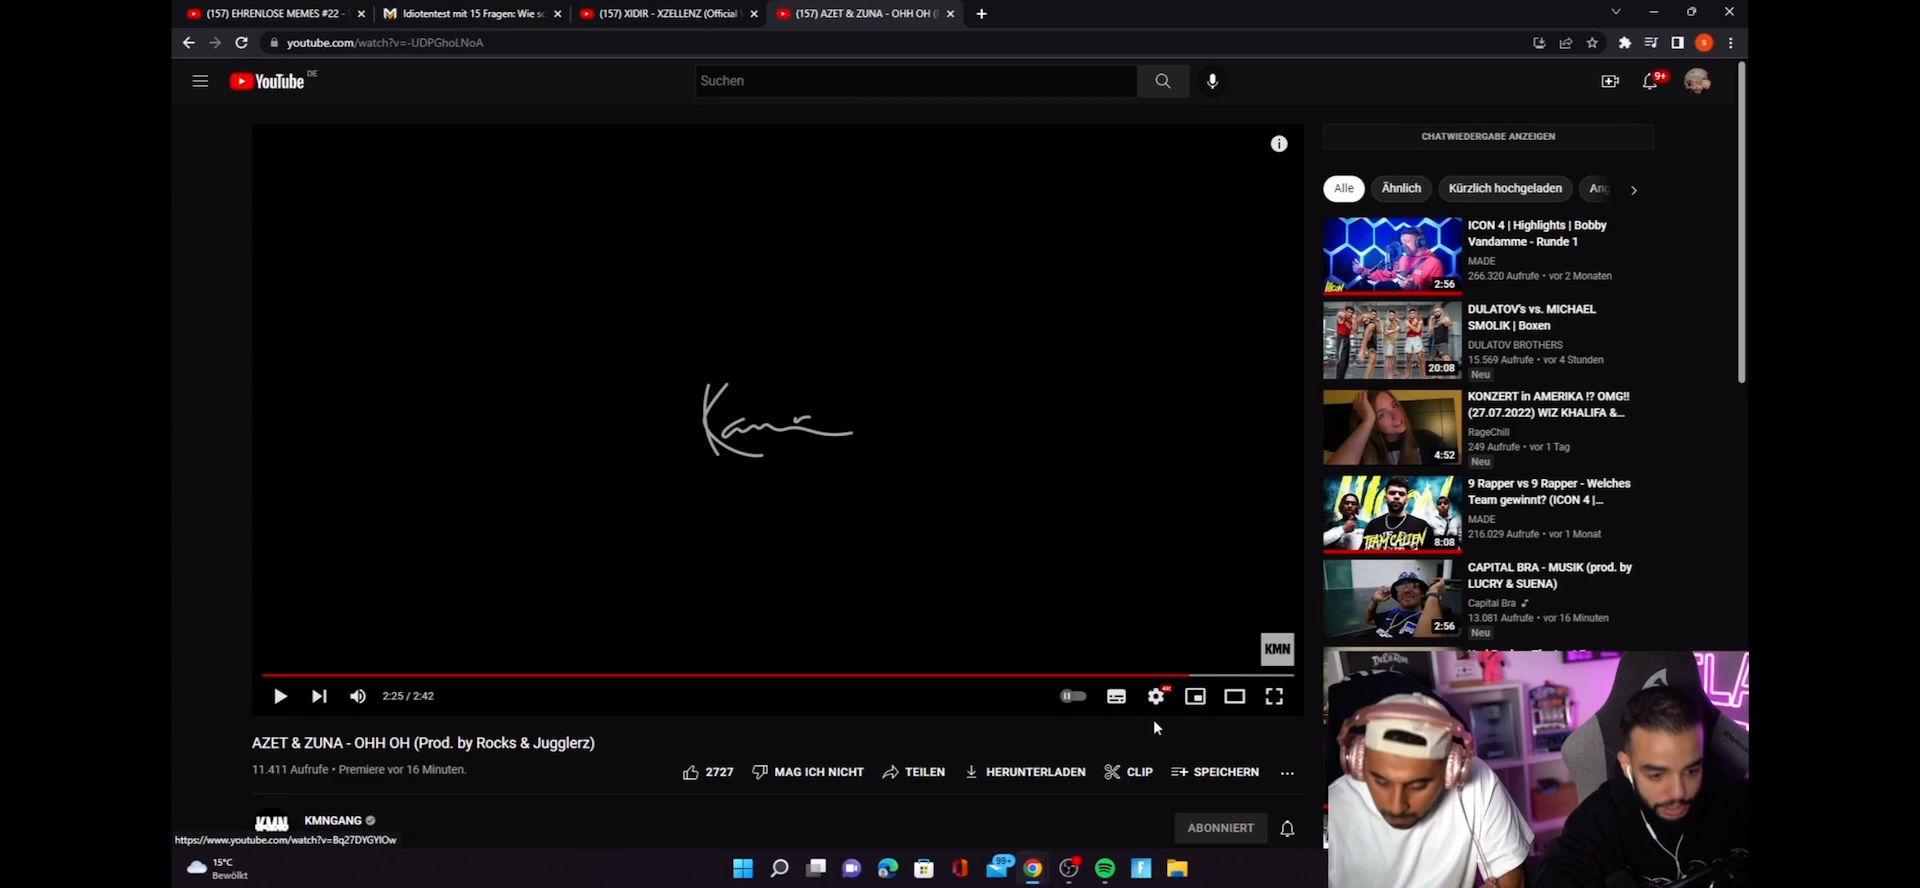 (157) EHRENLOSE MEMES #22 -
Idiotentest mit 15 Fragen: Wie sc
(157) XIDIR - XZELLENZ (Official
(157) AZET & ZUNA - OHH OH (
youtube.com/watch?v=-UDPGhoLNoA
S
YouTube DE
Suchen
9+
CHATWIEDERGABE ANZEIGEN
Alle
Ähnlich
Kürzlich hochgeladen
Ang
ICON 4 | Highlights | Bobby
Vandamme - Runde 1
MADE
266.320 Aufrufe • vor 2 Monaten
2:56
DULATOV's vs. MICHAEL
SMOLIK | Boxen
DULATOV BROTHERS
15.569 Aufrufe • vor 4 Stunden
Neu
20:08
KONZERT in AMERIKA !? OMG!!
(27.07.2022) WIZ KHALIFA &...
RageChill
249 Aufrufe • vor 1 Tag
Neu
4:52
9 Rapper vs 9 Rapper - Welches
Team gewinnt? (ICON 4 |...
MADE
216.029 Aufrufe • vor 1 Monat
TEAM CALLEN
8:08
CAPITAL BRA - MUSIK (prod. by
LUCRY & SUENA)
Capital Bra
13.081 Aufrufe • vor 16 Minuten
Neu
2:56
KMN
2:25 / 2:42
AZET & ZUNA - OHH OH (Prod. by Rocks & Jugglerz)
11.411 Aufrufe • Premiere vor 16 Minuten.
2727
MAG ICH NICHT
TEILEN
HERUNTERLADEN
CLIP
SPEICHERN
KMN
KMNGANG
ABONNIERT
https://www.youtube.com/watch?v=Bq27DYGYIOw
15°C
Bewölkt
99+